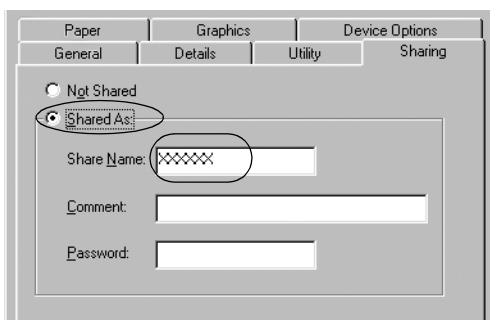 Paper Graphics Device Options
General Details Utility Sharing
Not Shared
Shared As:
Share Name: XXXXXX
Comment:
Password: